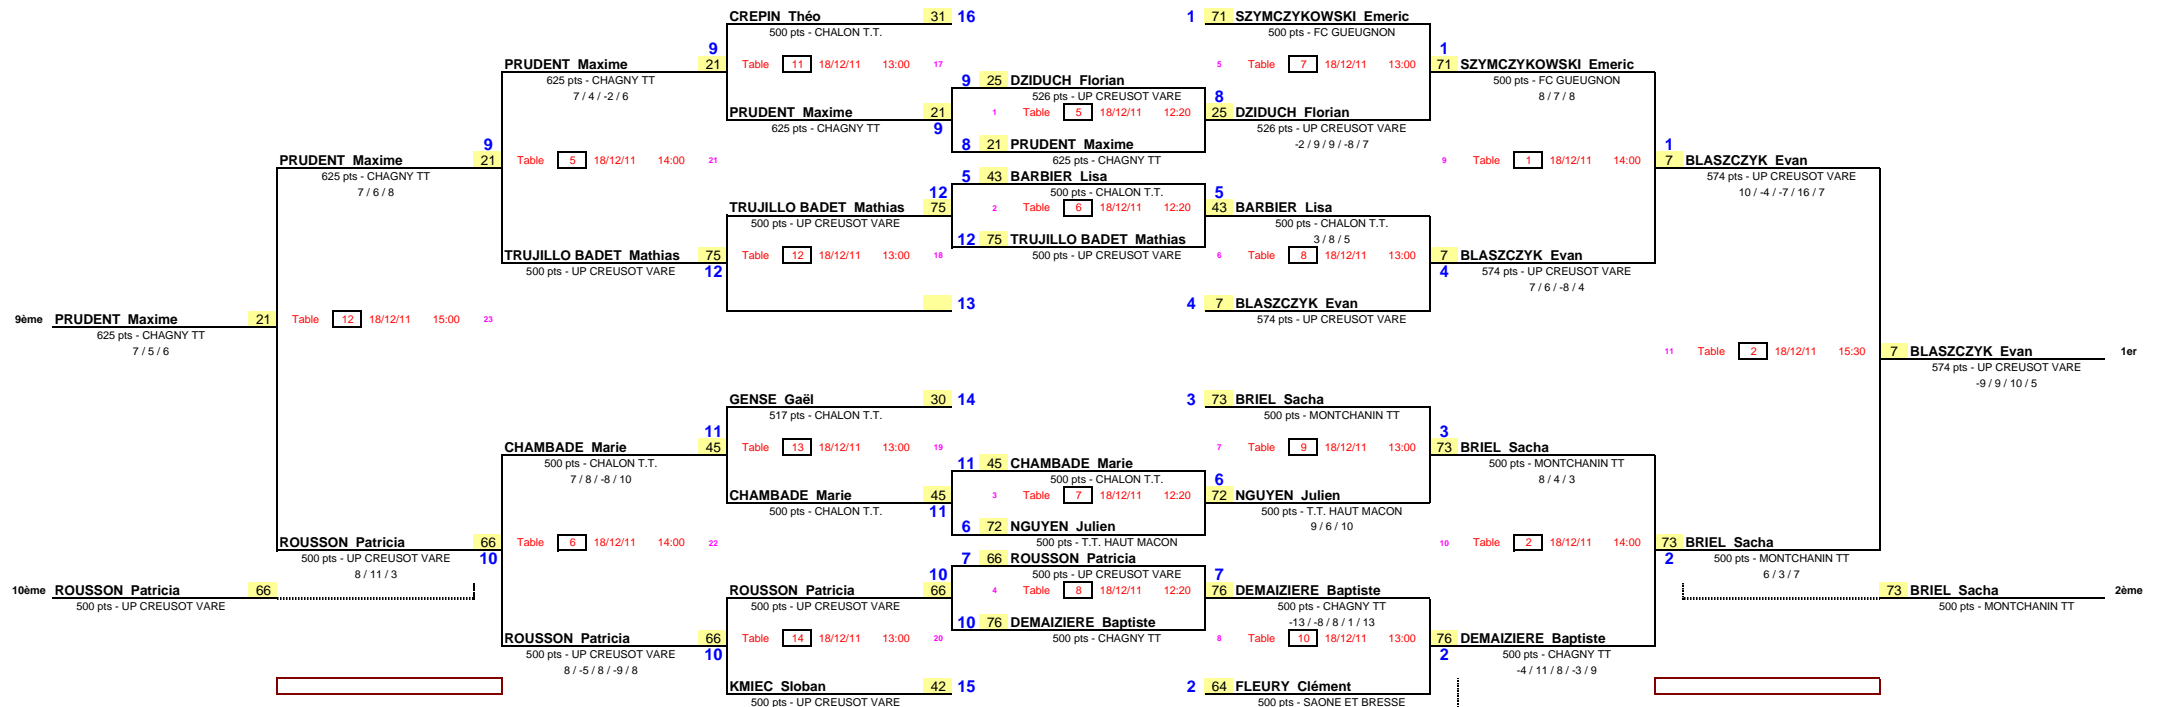 CREPIN Théo 31 16 1 71 SZYMCZYKOWSKI Emeric
500 pts - CHALON T.T. 500 pts - FC GUEUGNON
9 1
PRUDENT Maxime 21 Table 11 18/12/11 13:00 17 5 Table 7 18/12/11 13:00 71 SZYMCZYKOWSKI Emeric
625 pts - CHAGNY TT 9 25 DZIDUCH Florian 500 pts - FC GUEUGNON
7 / 4 / -2 / 6 526 pts - UP CREUSOT VARE 8 8 / 7 / 8
PRUDENT Maxime 21 1 Table 5 18/12/11 12:20 25 DZIDUCH Florian
625 pts - CHAGNY TT 9 526 pts - UP CREUSOT VARE
9 8 21 PRUDENT Maxime -2 / 9 / 9 / -8 / 7 1
PRUDENT Maxime 21 Table 5 18/12/11 14:00 21 625 pts - CHAGNY TT 9 Table 1 18/12/11 14:00 7 BLASZCZYK Evan
625 pts - CHAGNY TT 5 43 BARBIER Lisa 574 pts - UP CREUSOT VARE
7 / 6 / 8 12 500 pts - CHALON T.T. 5 10 / -4 / -7 / 16 / 7
TRUJILLO BADET Mathias 75 2 Table 6 18/12/11 12:20 43 BARBIER Lisa
500 pts - UP CREUSOT VARE 500 pts - CHALON T.T.
12 75 TRUJILLO BADET Mathias 3 / 8 / 5
TRUJILLO BADET Mathias 75 Table 12 18/12/11 13:00 18 500 pts - UP CREUSOT VARE 6 Table 8 18/12/11 13:00 7 BLASZCZYK Evan
500 pts - UP CREUSOT VARE 12 4 574 pts - UP CREUSOT VARE
7 / 6 / -8 / 4
13 4 7 BLASZCZYK Evan
9ème PRUDENT Maxime 21 Table 12 18/12/11 15:00 23 574 pts - UP CREUSOT VARE
625 pts - CHAGNY TT
7 / 5 / 6 11 Table 2 18/12/11 15:30 7 BLASZCZYK Evan 1er
574 pts - UP CREUSOT VARE
-9 / 9 / 10 / 5
GENSE Gaël 30 14 3 73 BRIEL Sacha
517 pts - CHALON T.T. 500 pts - MONTCHANIN TT
11 3
CHAMBADE Marie 45 Table 13 18/12/11 13:00 19 7 Table 9 18/12/11 13:00 73 BRIEL Sacha
500 pts - CHALON T.T. 11 45 CHAMBADE Marie 500 pts - MONTCHANIN TT
7 / 8 / -8 / 10 500 pts - CHALON T.T. 6 8 / 4 / 3
CHAMBADE Marie 45 3 Table 7 18/12/11 12:20 72 NGUYEN Julien
500 pts - CHALON T.T. 11 500 pts - T.T. HAUT MACON
6 72 NGUYEN Julien 9 / 6 / 10
ROUSSON Patricia 66 Table 6 18/12/11 14:00 22 500 pts - T.T. HAUT MACON 10 Table 2 18/12/11 14:00 73 BRIEL Sacha
500 pts - UP CREUSOT VARE 10 7 66 ROUSSON Patricia 2 500 pts - MONTCHANIN TT
8 / 11 / 3 10 500 pts - UP CREUSOT VARE 7 6 / 3 / 7
10ème ROUSSON Patricia 66 ROUSSON Patricia 66 4 Table 8 18/12/11 12:20 76 DEMAIZIERE Baptiste 73 BRIEL Sacha 2ème
500 pts - UP CREUSOT VARE 500 pts - UP CREUSOT VARE 500 pts - CHAGNY TT 500 pts - MONTCHANIN TT
10 76 DEMAIZIERE Baptiste -13 / -8 / 8 / 1 / 13
ROUSSON Patricia 66 Table 14 18/12/11 13:00 20 500 pts - CHAGNY TT 8 Table 10 18/12/11 13:00 76 DEMAIZIERE Baptiste
500 pts - UP CREUSOT VARE 10 2 500 pts - CHAGNY TT
8 / -5 / 8 / -9 / 8 -4 / 11 / 8 / -3 / 9
KMIEC Sloban 42 15 2 64 FLEURY Clément
500 pts - UP CREUSOT VARE 500 pts - SAONE ET BRESSE